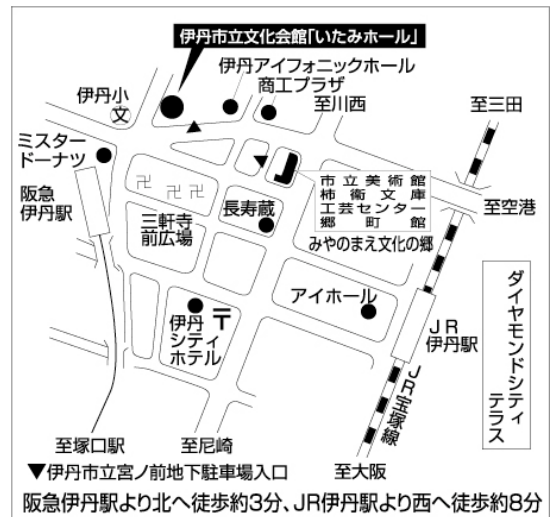 伊丹市立文化会館「いたみホール」
伊丹アイフォニックホール
商工プラザ
伊丹小
文
至川西
至三田
ミスター
ドーナツ
阪急
伊丹駅
卍 卍 卍
市立美術館
柿衞文庫
工芸センター
郷町館
みやのまえ文化の郷
至空港
長寿蔵
三軒寺
前広場
アイホール
伊丹
シティ
ホテル
〒
JR
伊丹駅
ダイヤモンドシティ
テラス
JR宝塚線
至塚口駅
至尼崎
至大阪
▼伊丹市立宮ノ前地下駐車場入口
阪急伊丹駅より北へ徒歩約3分、JR伊丹駅より西へ徒歩約8分